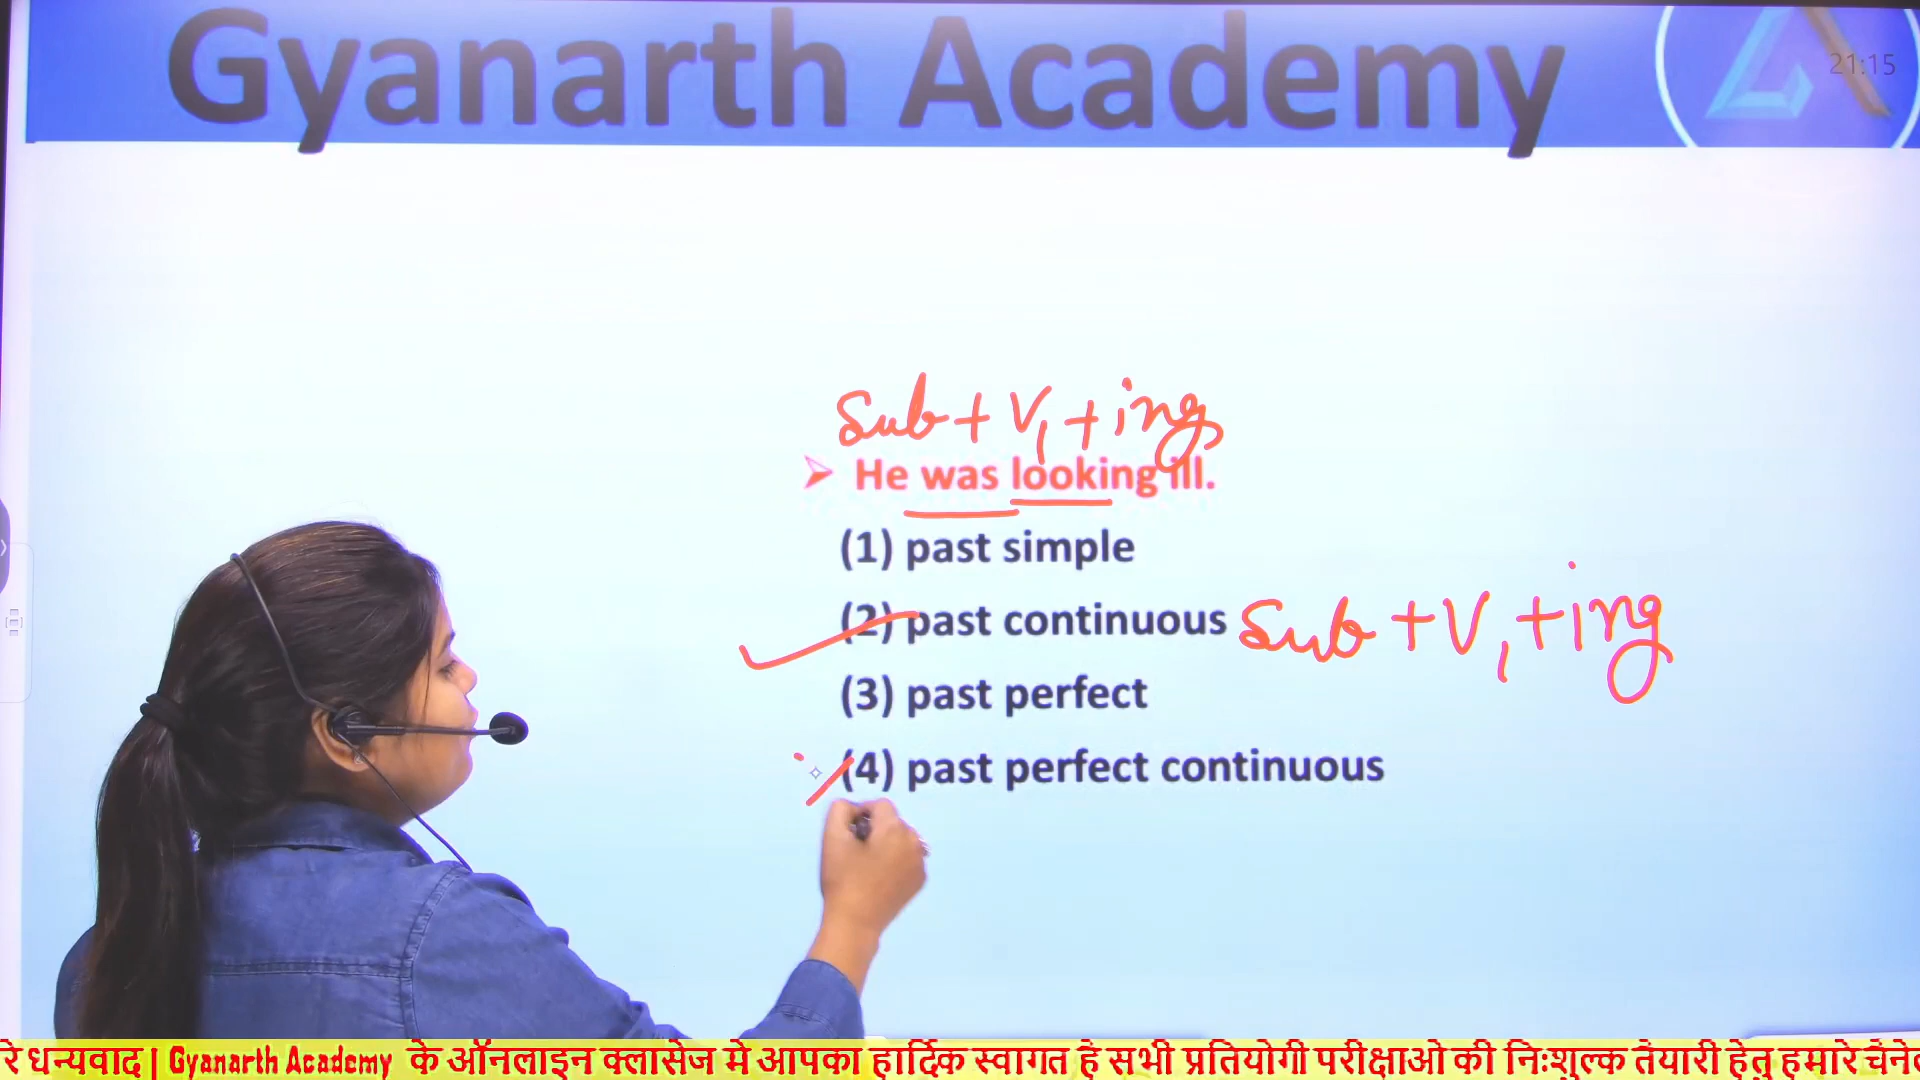 Gyanarth Academy
21:15
Sub + V1 + ing
➢ He was looking ill.
(1) past simple
(2) past continuous Sub + V1 + ing
(3) past perfect
(4) past perfect continuous
रे धन्यवाद | Gyanarth Academy के ऑनलाइन क्लासेज मे आपका हार्दिक स्वागत है सभी प्रतियोगी परीक्षाओ की निःशुल्क तैयारी हेतु हमारे